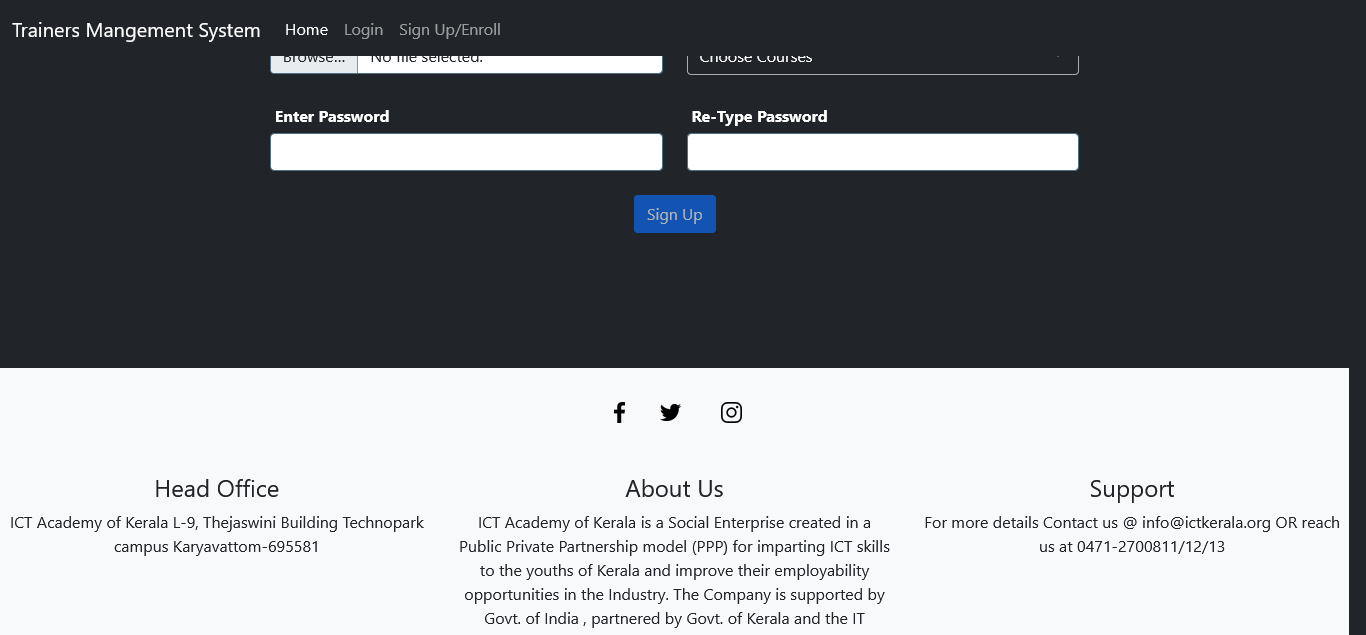 Trainers Mangement System Home Login Sign Up/Enroll
Browse... No file selected. Choose Courses
Enter Password Re-Type Password
Sign Up
Head Office
ICT Academy of Kerala L-9, Thejaswini Building Technopark
campus Karyavattom-695581
About Us
ICT Academy of Kerala is a Social Enterprise created in a
Public Private Partnership model (PPP) for imparting ICT skills
to the youths of Kerala and improve their employability
opportunities in the Industry. The Company is supported by
Govt. of India , partnered by Govt. of Kerala and the IT
Support
For more details Contact us @ info@ictkerala.org OR reach
us at 0471-2700811/12/13